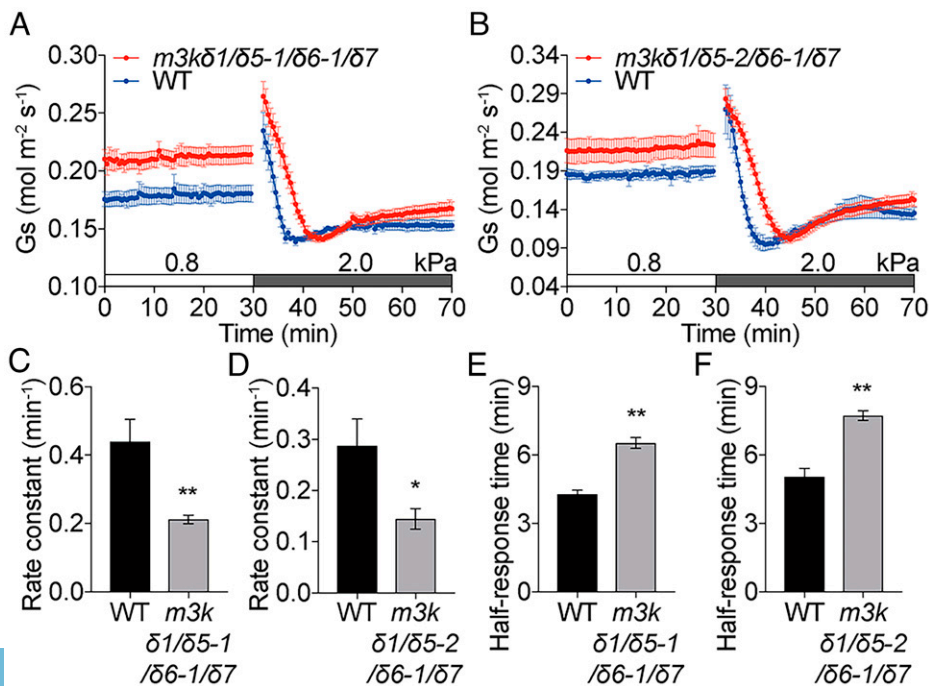 A
m3kδ1/δ5-1/δ6-1/δ7
WT
Gs (mol m-2 s-1)
0.30
0.25
0.20
0.15
0.10
0.8
2.0
kPa
0 10 20 30 40 50 60 70
Time (min)
B
m3kδ1/δ5-2/δ6-1/δ7
WT
Gs (mol m-2 s-1)
0.34
0.29
0.24
0.19
0.14
0.09
0.04
0.8
2.0
kPa
0 10 20 30 40 50 60 70
Time (min)
C
Rate constant (min-1)
0.6
0.4
0.2
0.0
**
WT m3k
δ1/δ5-1
/δ6-1/δ7
D
Rate constant (min-1)
0.4
0.3
0.2
0.1
0.0
*
WT m3k
δ1/δ5-2
/δ6-1/δ7
E
Half-response time (min)
9
6
3
0
**
WT m3k
δ1/δ5-1
/δ6-1/δ7
F
Half-response time (min)
9
6
3
0
**
WT m3k
δ1/δ5-2
/δ6-1/δ7